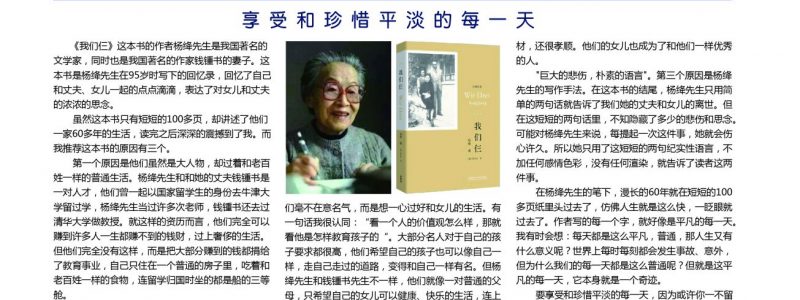 享受和珍惜平淡的每一天
《我们仨》这本书的作者杨绛先生是我国著名的
文学家，同时也是我国著名的作家钱锺书的妻子。这
本书是杨绛先生在95岁时写下的回忆录，回忆了自己
和丈夫、女儿一起的点点滴滴，表达了对女儿和丈夫
的浓浓的思念。
虽然这本书只有短短的100多页，却讲述了他们
一家60多年的生活，读完之后深深的震撼到了我。而
我推荐这本书的原因有三个。
第一个原因是他们虽然是大人物，却过着和老百
姓一样的普通生活。杨绛先生和和她的丈夫钱锺书是
一对人才，他们曾一起以国家留学生的身份去牛津大
学留过学，杨绛先生当过许多次老师，钱锺书还去过
清华大学做教授。就这样的资历而言，他们完全可以
赚到许多人一生都赚不到的钱财，过上奢侈的生活。
但他们完全没有这样，而是把大部分赚到的钱都捐给
了教育事业，自己只住在一个普通的房子里，吃着和
老百姓一样的食物，连留学们国时坐的都是船的三等
舱。
我们仨
们毫不在意名气，而是想一心过好和女儿的生活。有
一句话我很认同："看一个人的价值观怎么样，那就
看他是怎样教育孩子的"。大部分名人对于自己的孩
子要求都很高，他们希望自己的孩子也可以像自己一
样，走自己走过的道路，变得和自己一样有名。但杨
绛先生和钱锺书先生不一样，他们就像一对普通的父
母，只希望自己的女儿可以健康、快乐的生活，连上
材，还很孝顺。他们的女儿也成为了和他们一样优秀
的人。
"巨大的悲伤，朴素的语言"。第三个原因是杨绛
先生的写作手法。在这本书的结尾，杨绛先生只用简
单的两句话就告诉了我们她的丈夫和女儿的离世。但
在这短短的两句话里，不知隐藏了多少的悲伤和思念。
可能对杨绛先生来说，每提起一次这件事，她就会伤
心许久。所以她只用了这短短的两句纪实性语言，不
加任何感情色彩，没有任何渲染，就告诉了读者这两
件事。
在杨绛先生的笔下，漫长的60年就在短短的100
多页纸里头过去了，仿佛人生就是这么快，一眨眼就
过去了。作者写的每一个字，就好像是平凡的每一天。
我有时会想：每天都是这么平凡，普通，那人生又有
什么意义呢？世界上每时每刻都会发生事故、意外，
但为什么我们的每一天都是这么普通呢？但就是这平
凡的每一天，它本身就是一个奇迹。
要享受和珍惜平淡的每一天，因为或许你一不留